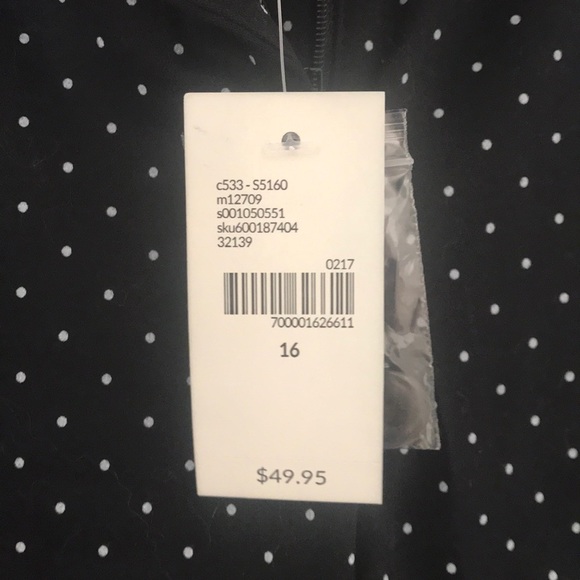 c533 - S5160
m12709
s001050551
sku600187404
32139
0217
700001626611
16
$49.95